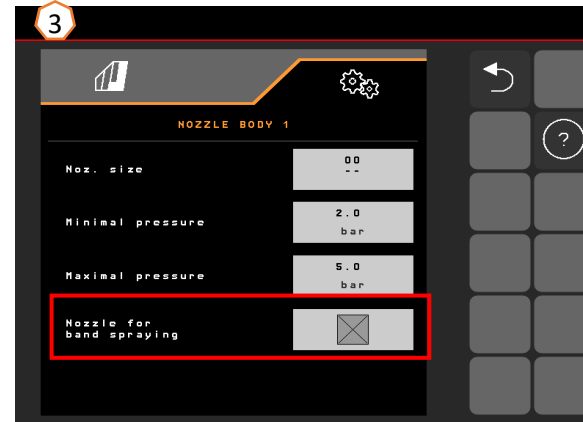 3
NOZZLE BODY 1
Noz. size
00
--
Minimal pressure
2.0
bar
Maximal pressure
5.0
bar
Nozzle for
band spraying
?